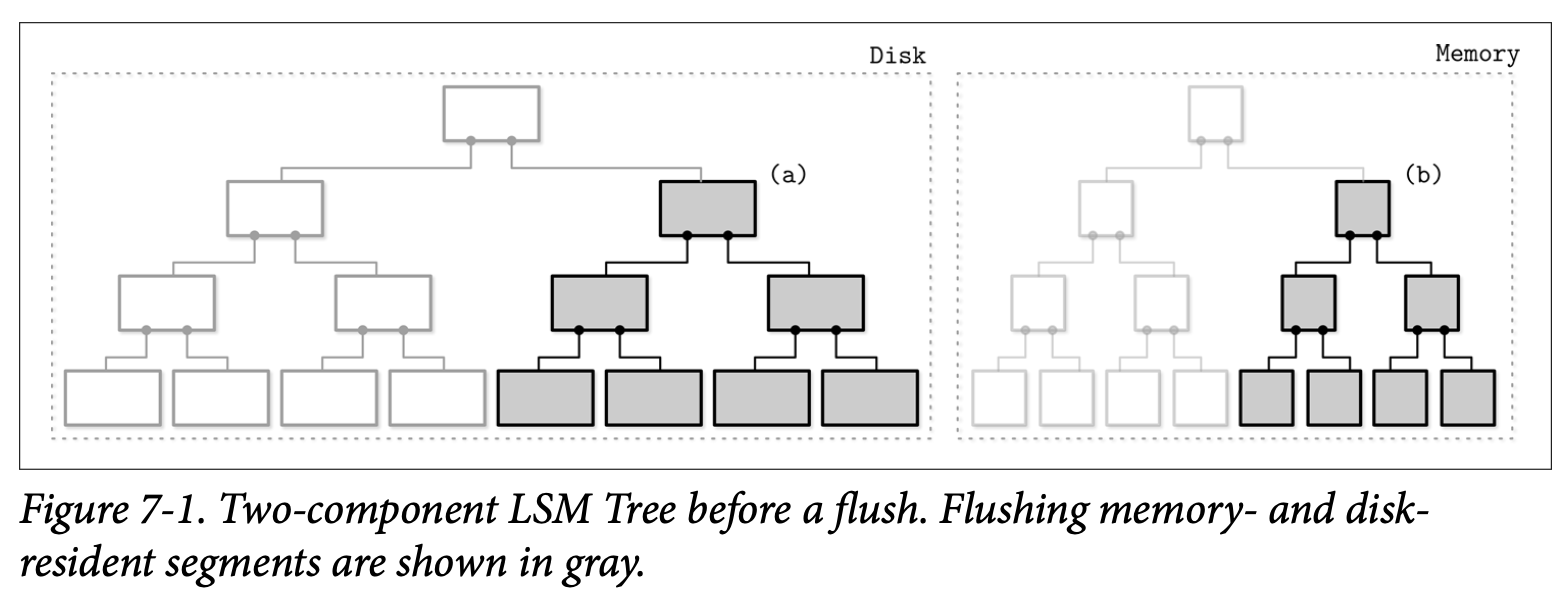 Disk
Memory
(a)
(b)
Figure 7-1. Two-component LSM Tree before a flush. Flushing memory- and disk-
resident segments are shown in gray.